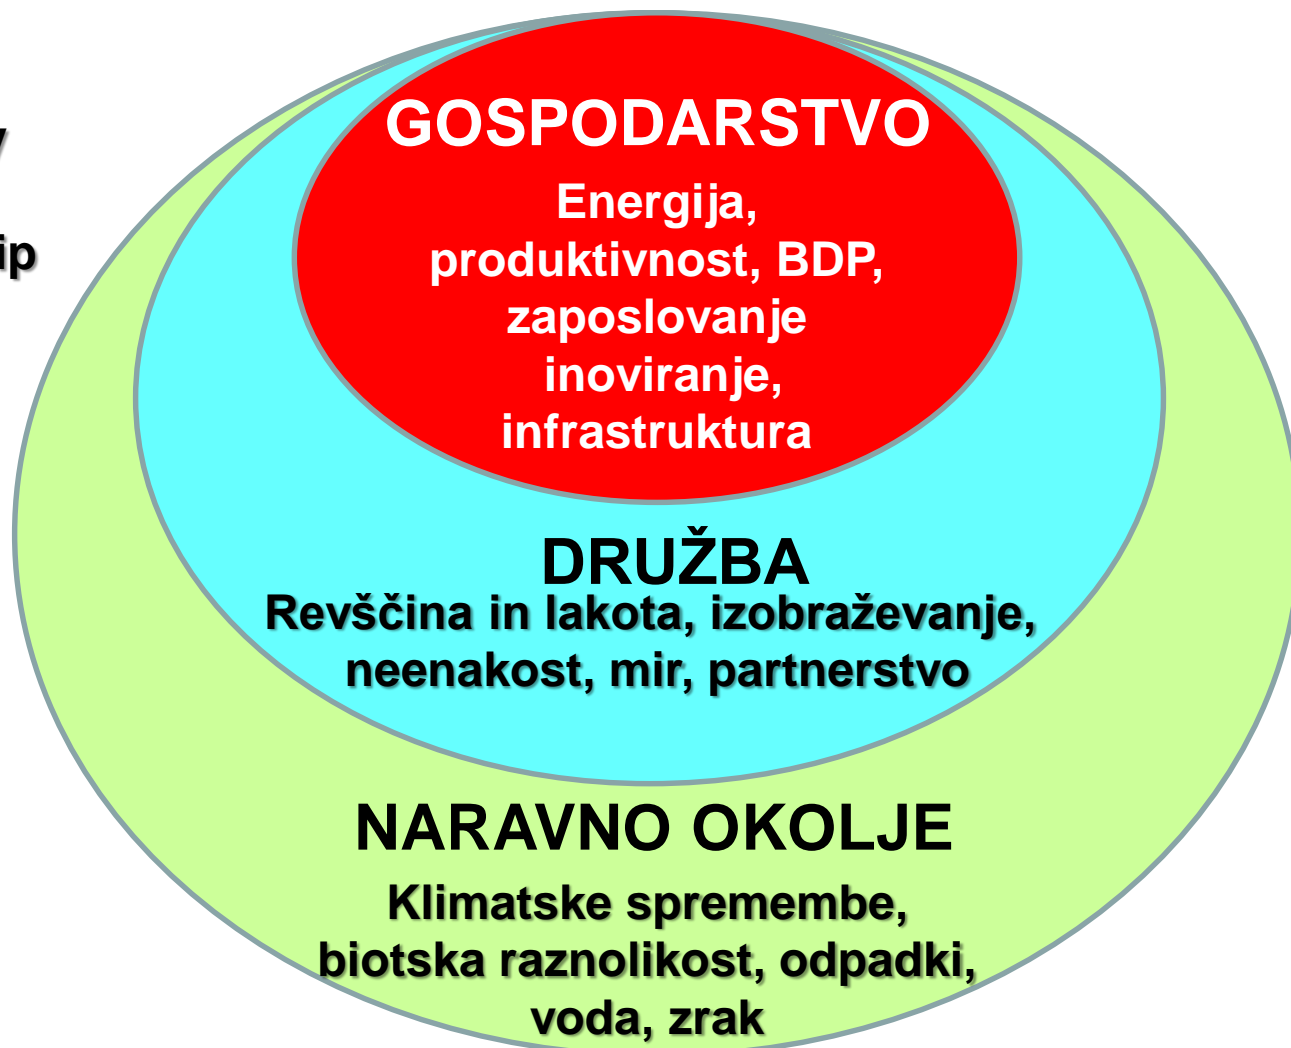 GOSPODARSTVO
Energija,
produktivnost, BDP,
zaposlovanje
inoviranje,
infrastruktura
DRUŽBA
Revščina in lakota, izobraževanje,
neenakost, mir, partnerstvo
NARAVNO OKOLJE
Klimatske spremembe,
biotska raznolikost, odpadki,
voda, zrak